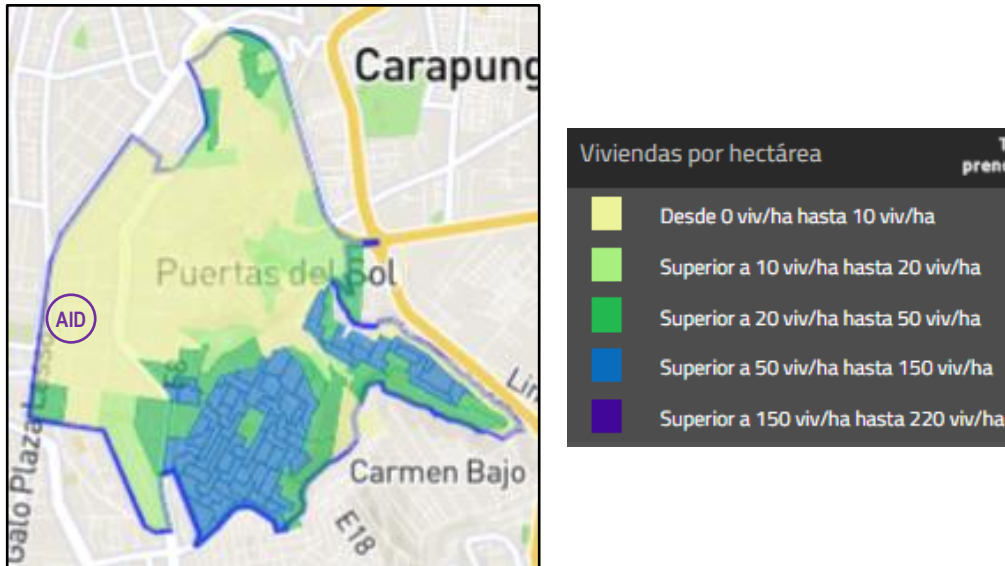 Carapung
Puertas del Sol
AID
Galo Plaza Lasso
Carmen Bajo
E18
Viviendas por hectárea
Desde 0 viv/ha hasta 10 viv/ha
Superior a 10 viv/ha hasta 20 viv/ha
Superior a 20 viv/ha hasta 50 viv/ha
Superior a 50 viv/ha hasta 150 viv/ha
Superior a 150 viv/ha hasta 220 viv/ha